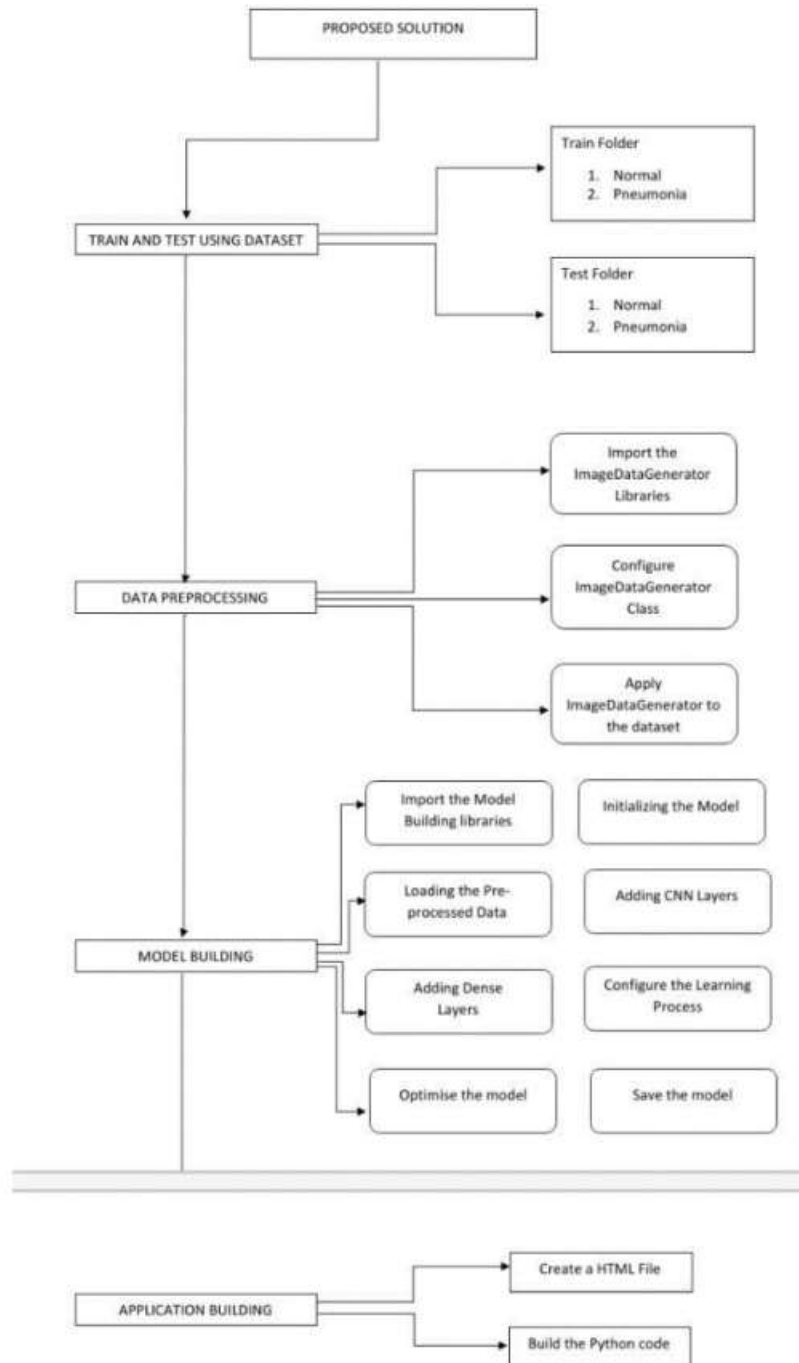 PROPOSED SOLUTION
Train Folder
1. Normal
2. Pneumonia
TRAIN AND TEST USING DATASET
Test Folder
1. Normal
2. Pneumonia
Import the
ImageDataGenerator
Libraries
DATA PREPROCESSING
Configure
ImageDataGenerator
Class
Apply
ImageDataGenerator to
the dataset
Import the Model
Building libraries
Initializing the Model
Loading the Pre-
processed Data
Adding CNN Layers
MODEL BUILDING
Adding Dense
Layers
Configure the Learning
Process
Optimise the model
Save the model
Create a HTML File
APPLICATION BUILDING
Build the Python code